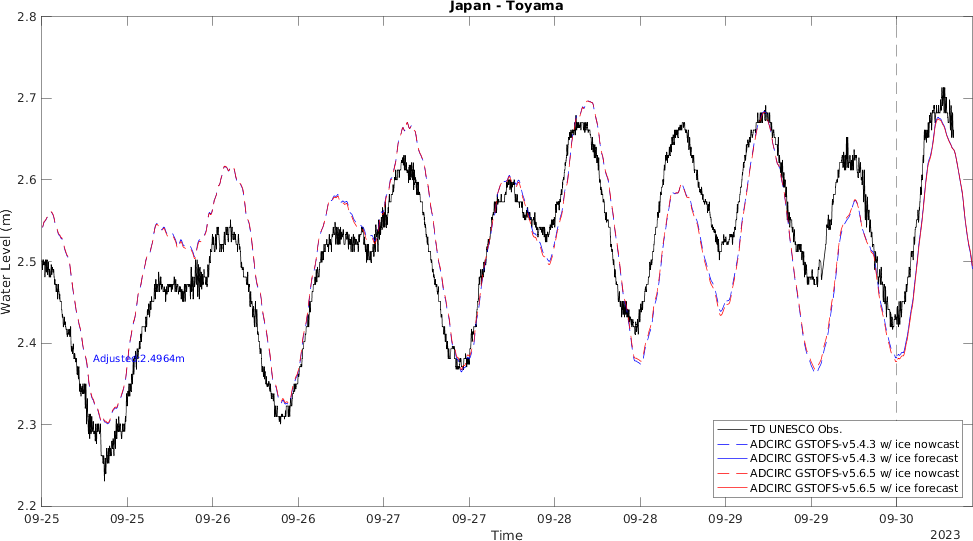 Japan - Toyama
2.8
2.7
2.6
2.5
2.4
2.3
2.2
Water Level (m)
Adjusted:2.4964m
TD UNESCO Obs.
ADCIRC GSTOFS-v5.4.3 w/ ice nowcast
ADCIRC GSTOFS-v5.4.3 w/ ice forecast
ADCIRC GSTOFS-v5.6.5 w/ ice nowcast
ADCIRC GSTOFS-v5.6.5 w/ ice forecast
09-25 09-25 09-26 09-26 09-27 09-27 09-28 09-28 09-29 09-29 09-30
Time
2023